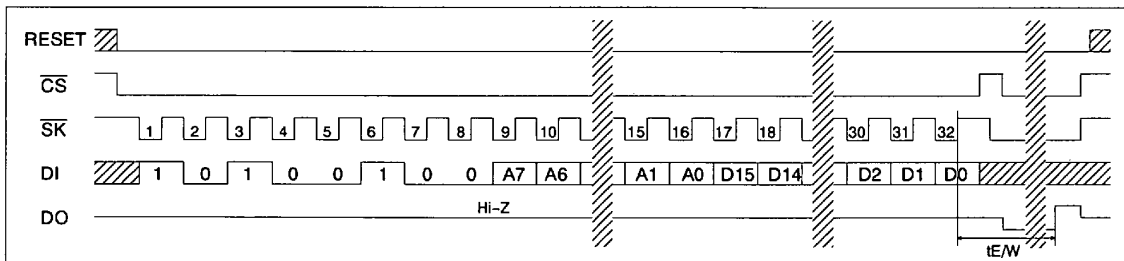 RESET
CS
SK 1 2 3 4 5 6 7 8 9 10 15 16 17 18 30 31 32
DI 1 0 1 0 0 1 0 0 A7 A6 A1 A0 D15 D14 D2 D1 D0
Hi-Z
DO
tE/W